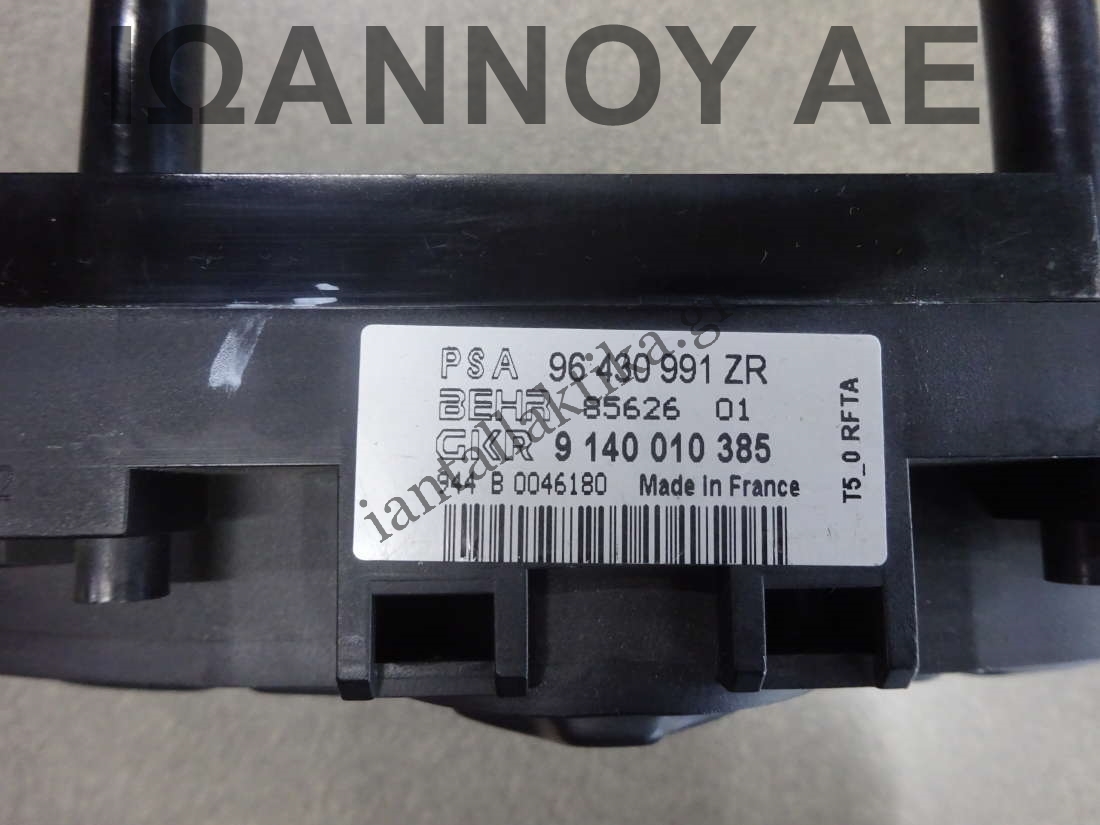 ΙΩΑΝΝΟΥ ΑΕ
PSA 96 430 991 ZR
BEHR 85626 01
GKR 9 140 010 385
944 B 0046180 Made in France
T5_0 RFTA
iantallaktika.gr